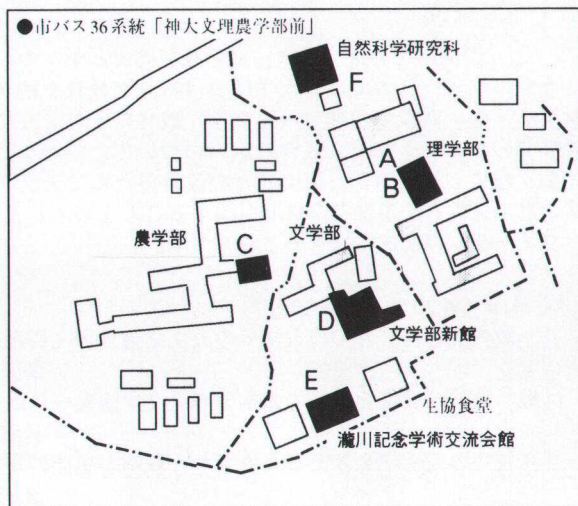 ●市バス36系統「神大文理農学部前」
自然科学研究科
F
A
理学部
B
農学部
C
文学部
D
文学部新館
E
生協食堂
瀧川記念学術交流会館